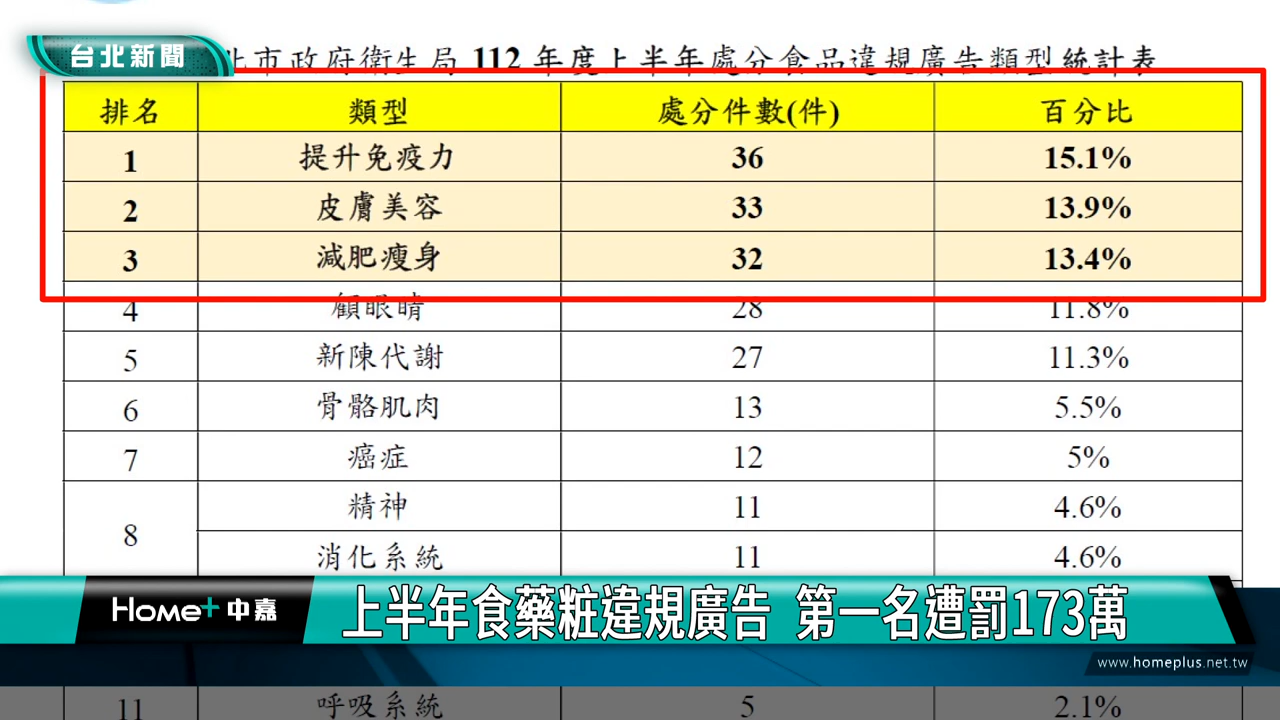 台北新聞
北市政府衛生局 112 年度上半年處分食品違規廣告類型統計表
排名 類型 處分件數(件) 百分比
1 提升免疫力 36 15.1%
2 皮膚美容 33 13.9%
3 減肥瘦身 32 13.4%
4 顧眼睛 28 11.8%
5 新陳代謝 27 11.3%
6 骨骼肌肉 13 5.5%
7 癌症 12 5%
8 精神 11 4.6%
消化系統 11 4.6%
Home+ 中嘉
上半年食藥粧違規廣告 第一名遭罰173萬
www.homeplus.net.tw
11 呼吸系統 5 2.1%